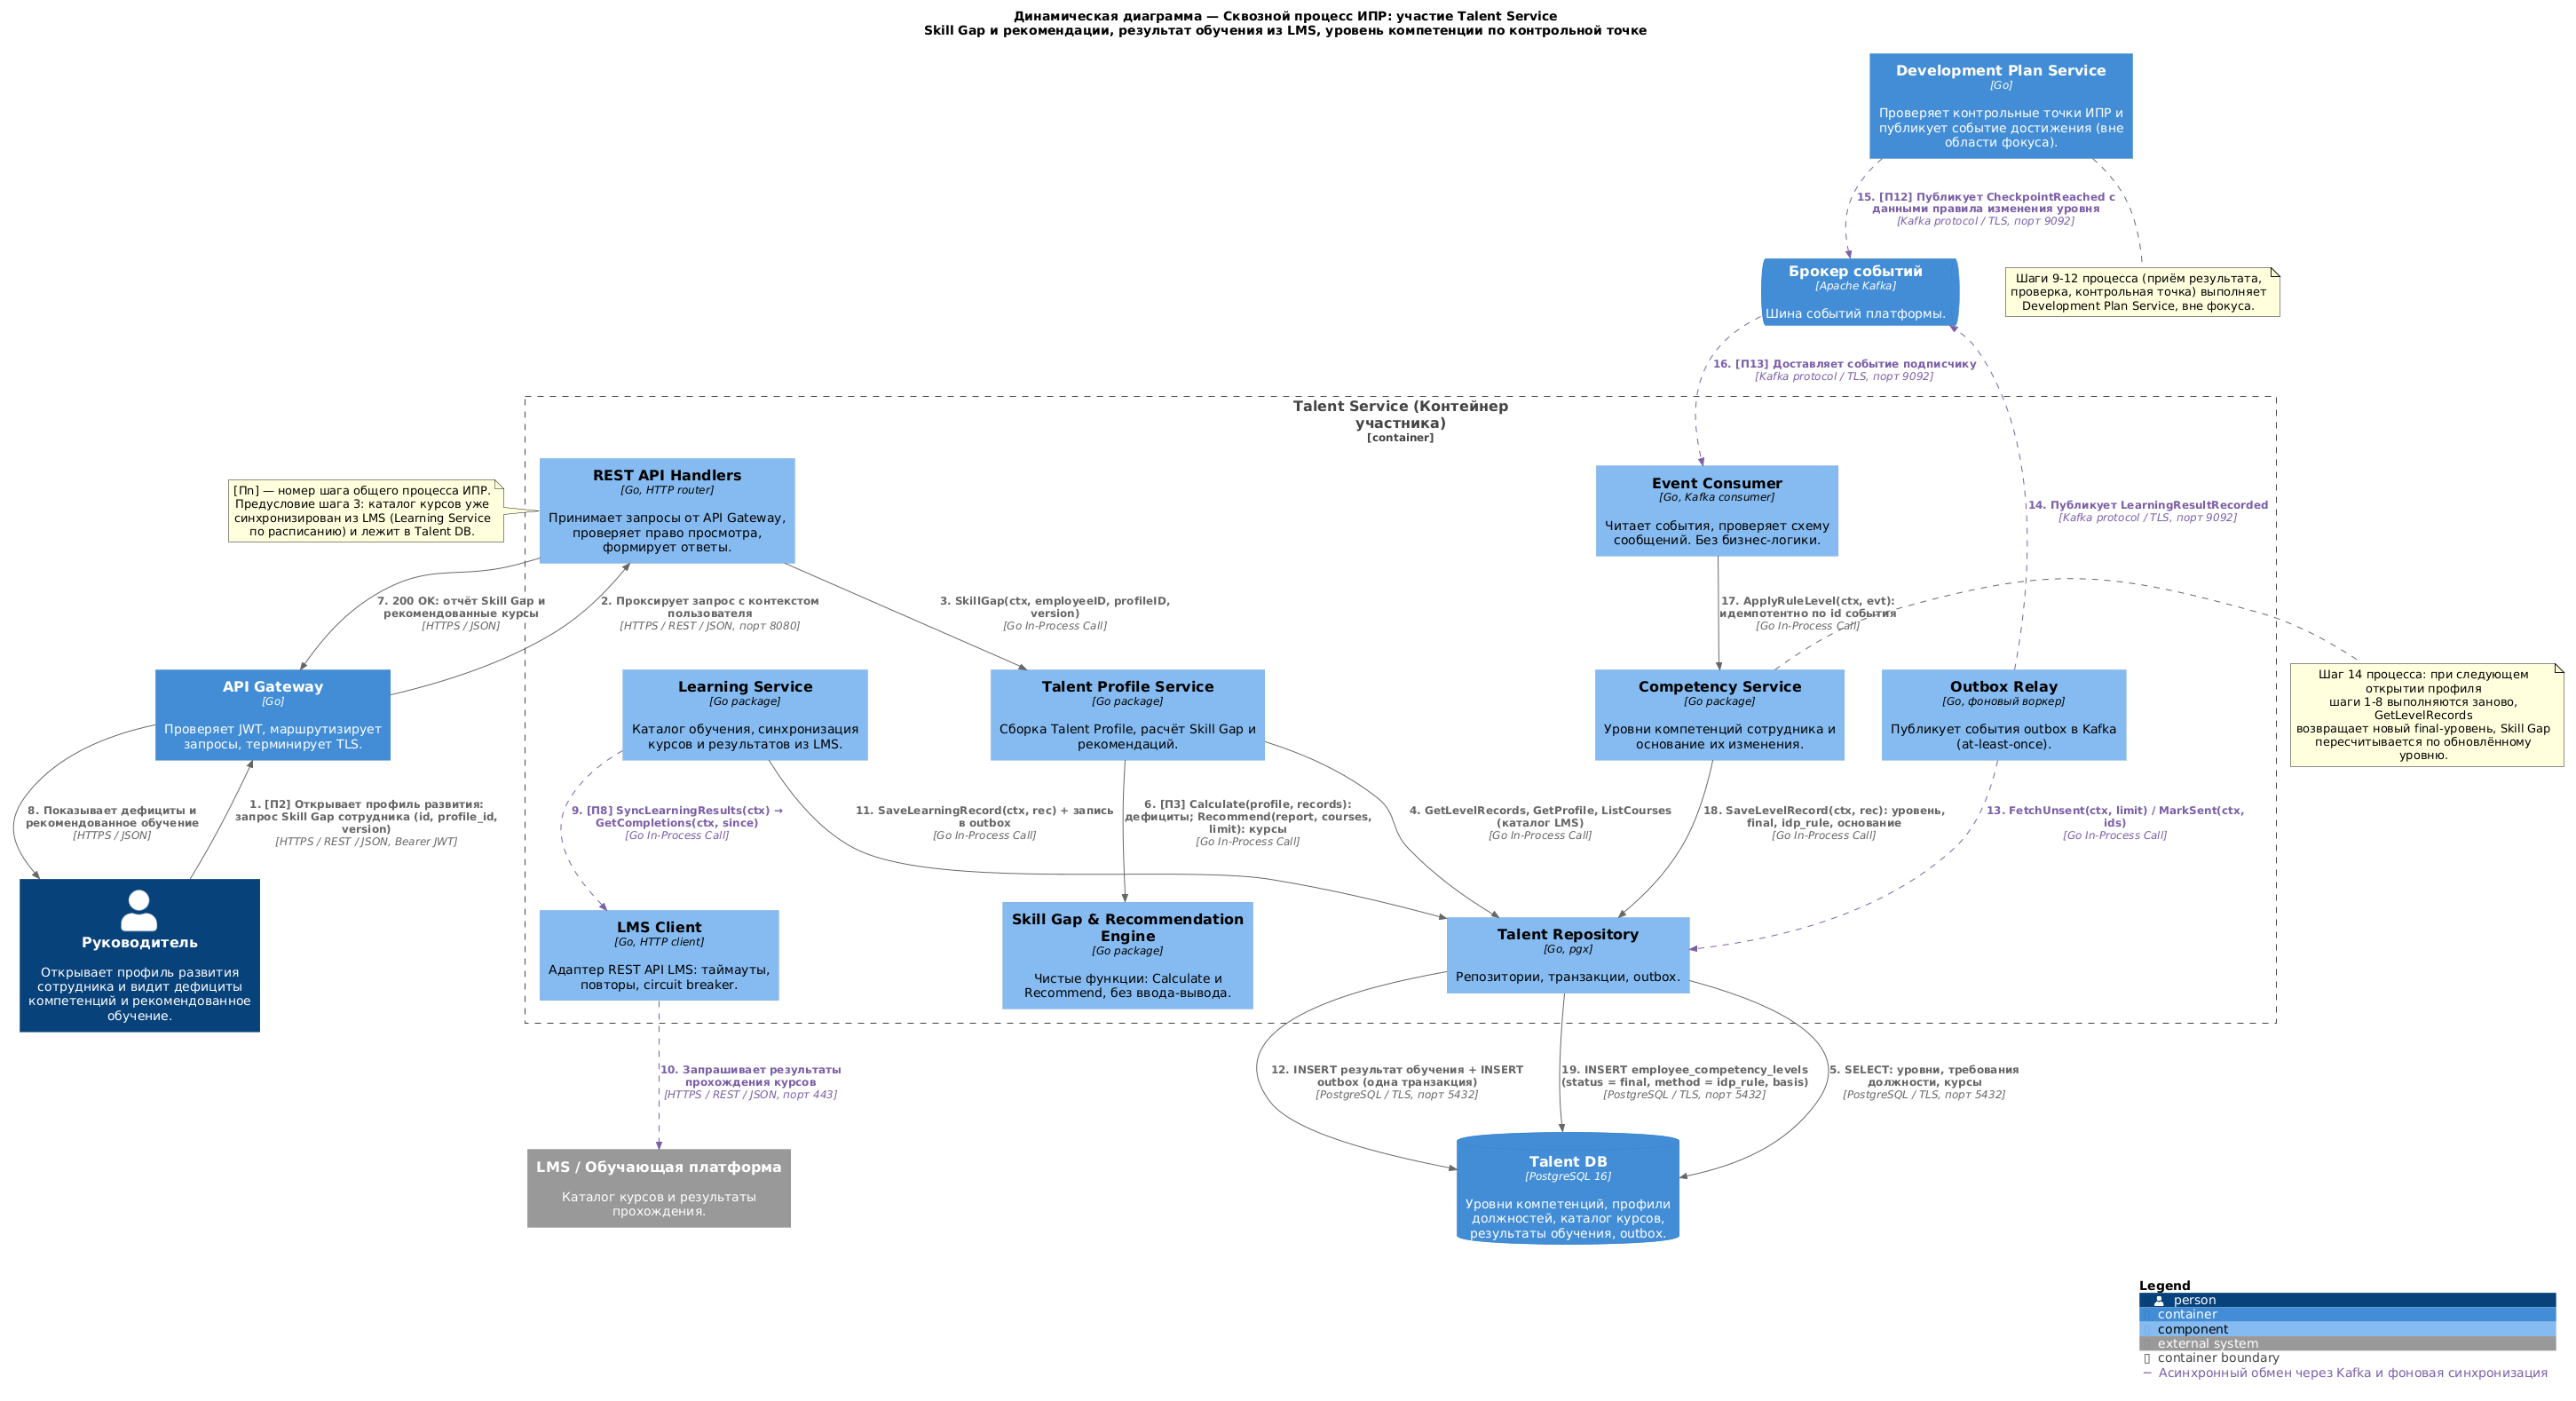 Динамическая диаграмма — Сквозной процесс ИПР: участие Talent Service
Skill Gap и рекомендации, результат обучения из LMS, уровень компетенции по контрольной точке
Development Plan Service
[Go]
Проверяет контрольные точки ИПР и
публикует событие достижения (вне
области фокуса).
15. [П12] Публикует CheckpointReached с
данными правила изменения уровня
[Kafka protocol / TLS, порт 9092]
Брокер событий
[Apache Kafka]
Шина событий платформы.
Шаги 9-12 процесса (приём результата,
проверка, контрольная точка) выполняет
Development Plan Service, вне фокуса.
16. [П13] Доставляет событие подписчику
[Kafka protocol / TLS, порт 9092]
Talent Service (Контейнер
участника)
[container]
REST API Handlers
[Go, HTTP router]
Принимает запросы от API Gateway,
проверяет право просмотра,
формирует ответы.
[Пn] — номер шага общего процесса ИПР.
Предусловие шага 3: каталог курсов уже
синхронизирован из LMS (Learning Service
по расписанию) и лежит в Talent DB.
Event Consumer
[Go, Kafka consumer]
Читает события, проверяет схему
сообщений. Без бизнес-логики.
14. Публикует LearningResultRecorded
[Kafka protocol / TLS, порт 9092]
7. 200 OK: отчёт Skill Gap и
рекомендованные курсы
[HTTPS / JSON]
2. Проксирует запрос с контекстом
пользователя
[HTTPS / REST / JSON, порт 8080]
3. SkillGap(ctx, employeeID, profileID,
version)
[Go In-Process Call]
17. ApplyRuleLevel(ctx, evt):
идемпотентно по id события
[Go In-Process Call]
API Gateway
[Go]
Проверяет JWT, маршрутизирует
запросы, терминирует TLS.
Learning Service
[Go package]
Каталог обучения, синхронизация
курсов и результатов из LMS.
Talent Profile Service
[Go package]
Сборка Talent Profile, расчёт Skill Gap и
рекомендаций.
Competency Service
[Go package]
Уровни компетенций сотрудника и
основание их изменения.
Outbox Relay
[Go, фоновый воркер]
Публикует события outbox в Kafka
(at-least-once).
Шаг 14 процесса: при следующем
открытии профиля
шаги 1-8 выполняются заново,
GetLevelRecords
возвращает новый final-уровень, Skill Gap
пересчитывается по обновлённому
уровню.
8. Показывает дефициты и
рекомендованное обучение
[HTTPS / JSON]
1. [П2] Открывает профиль развития:
запрос Skill Gap сотрудника (id, profile_id,
version)
[HTTPS / REST / JSON, Bearer JWT]
9. [П8] SyncLearningResults(ctx) →
GetCompletions(ctx, since)
[Go In-Process Call]
11. SaveLearningRecord(ctx, rec) + запись
в outbox
[Go In-Process Call]
6. [П3] Calculate(profile, records):
дефициты; Recommend(report, courses,
limit): курсы
[Go In-Process Call]
4. GetLevelRecords, GetProfile, ListCourses
(каталог LMS)
[Go In-Process Call]
18. SaveLevelRecord(ctx, rec): уровень,
final, idp_rule, основание
[Go In-Process Call]
13. FetchUnsent(ctx, limit) / MarkSent(ctx,
ids)
[Go In-Process Call]
Руководитель
Открывает профиль развития
сотрудника и видит дефициты
компетенций и рекомендованное
обучение.
LMS Client
[Go, HTTP client]
Адаптер REST API LMS: таймауты,
повторы, circuit breaker.
Skill Gap & Recommendation
Engine
[Go package]
Чистые функции: Calculate и
Recommend, без ввода-вывода.
Talent Repository
[Go, pgx]
Репозитории, транзакции, outbox.
10. Запрашивает результаты
прохождения курсов
[HTTPS / REST / JSON, порт 443]
12. INSERT результат обучения + INSERT
outbox (одна транзакция)
[PostgreSQL / TLS, порт 5432]
19. INSERT employee_competency_levels
(status = final, method = idp_rule, basis)
[PostgreSQL / TLS, порт 5432]
5. SELECT: уровни, требования
должности, курсы
[PostgreSQL / TLS, порт 5432]
LMS / Обучающая платформа
Каталог курсов и результаты
прохождения.
Talent DB
[PostgreSQL 16]
Уровни компетенций, профили
должностей, каталог курсов,
результаты обучения, outbox.
Legend
person
container
component
external system
container boundary
Асинхронный обмен через Kafka и фоновая синхронизация